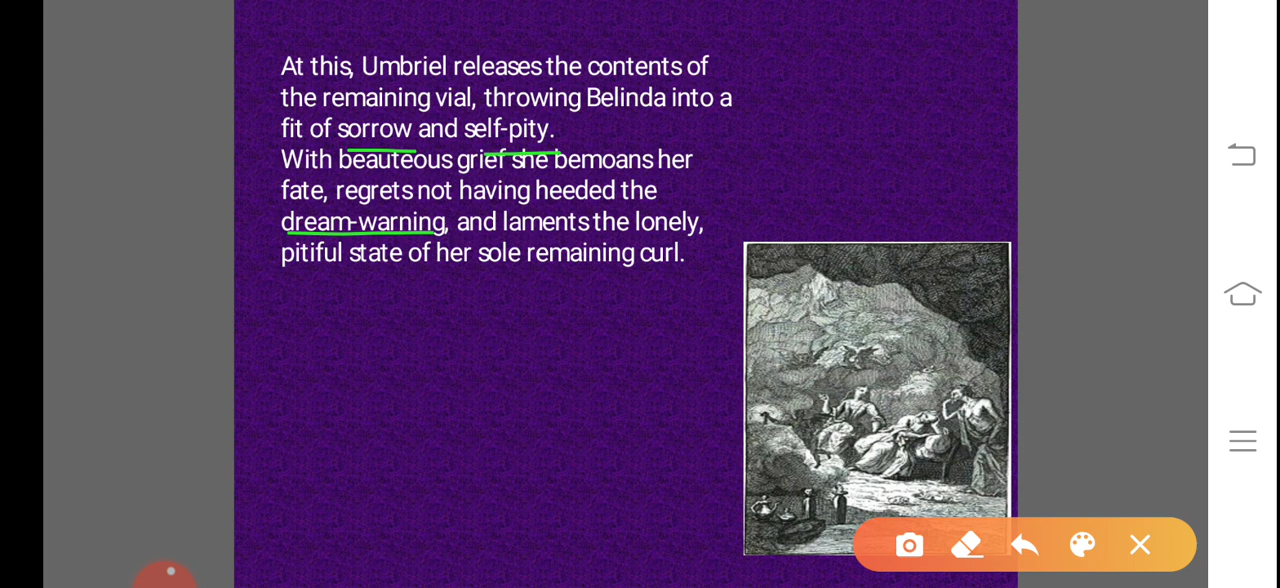 At this, Umbriel releases the contents of
the remaining vial, throwing Belinda into a
fit of sorrow and self-pity.
With beauteous grief she bemoans her
fate, regrets not having heeded the
dream-warning, and laments the lonely,
pitiful state of her sole remaining curl.